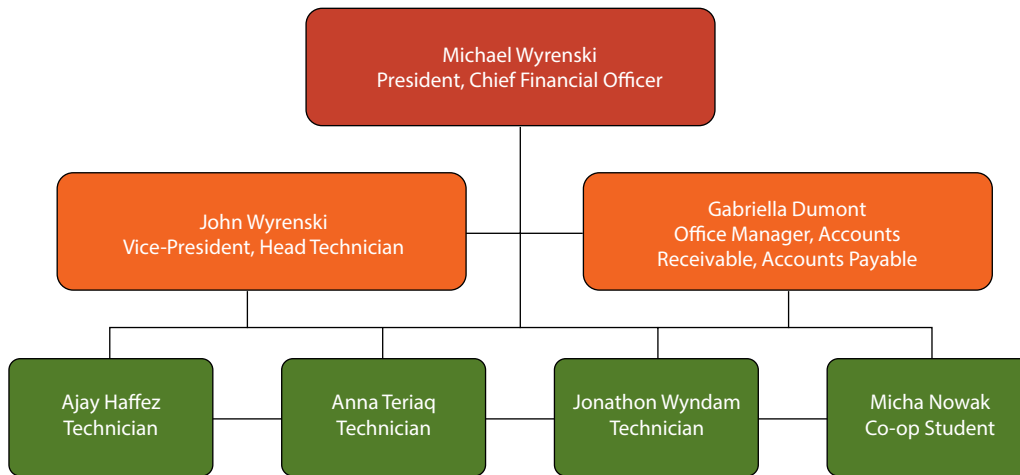 Michael Wyrenski
President, Chief Financial Officer
John Wyrenski
Vice-President, Head Technician
Gabriella Dumont
Office Manager, Accounts
Receivable, Accounts Payable
Ajay Haffez
Technician
Anna Teriaq
Technician
Jonathon Wyndam
Technician
Micha Nowak
Co-op Student